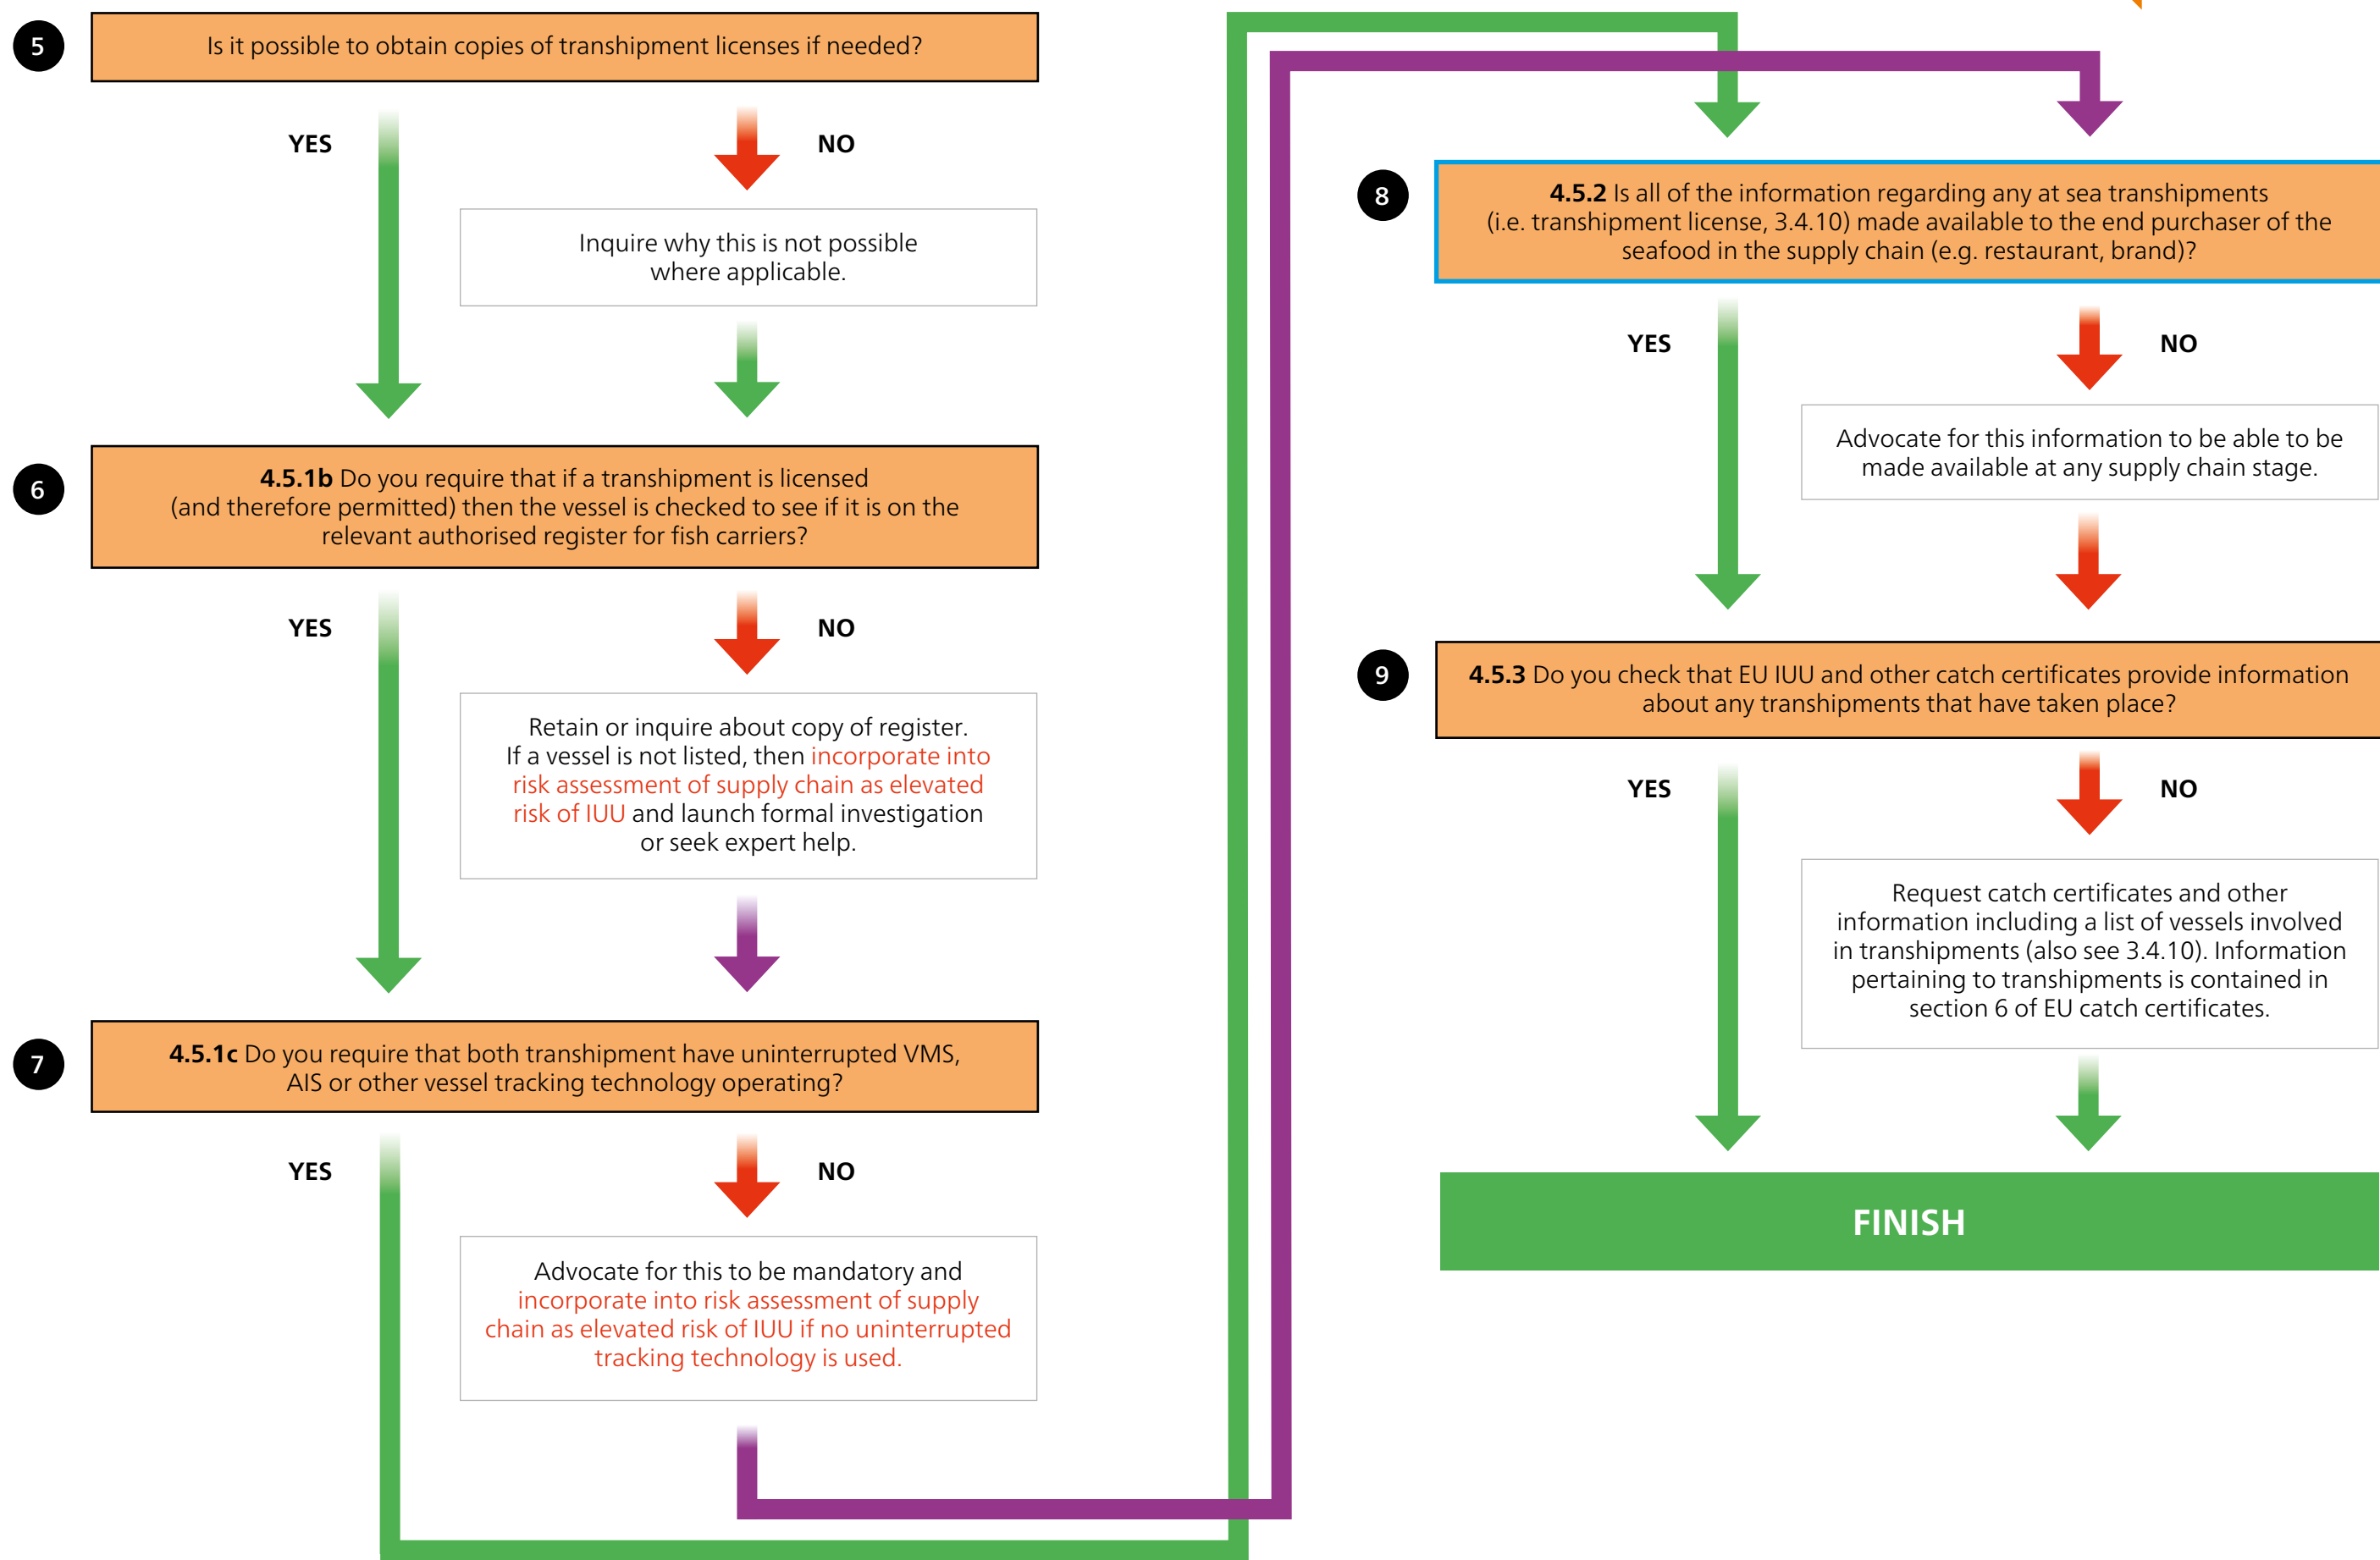 5
Is it possible to obtain copies of transhipment licenses if needed?
YES
NO
Inquire why this is not possible
where applicable.
6
4.5.1b Do you require that if a transhipment is licensed
(and therefore permitted) then the vessel is checked to see if it is on the
relevant authorised register for fish carriers?
YES
NO
Retain or inquire about copy of register.
If a vessel is not listed, then incorporate into
risk assessment of supply chain as elevated
risk of IUU and launch formal investigation
or seek expert help.
7
4.5.1c Do you require that both transhipment have uninterrupted VMS,
AIS or other vessel tracking technology operating?
YES
NO
Advocate for this to be mandatory and
incorporate into risk assessment of supply
chain as elevated risk of IUU if no uninterrupted
tracking technology is used.
8
4.5.2 Is all of the information regarding any at sea transhipments
(i.e. transhipment license, 3.4.10) made available to the end purchaser of the
seafood in the supply chain (e.g. restaurant, brand)?
YES
NO
Advocate for this information to be able to be
made available at any supply chain stage.
9
4.5.3 Do you check that EU IUU and other catch certificates provide information
about any transhipments that have taken place?
YES
NO
Request catch certificates and other
information including a list of vessels involved
in transhipments (also see 3.4.10). Information
pertaining to transhipments is contained in
section 6 of EU catch certificates.
FINISH